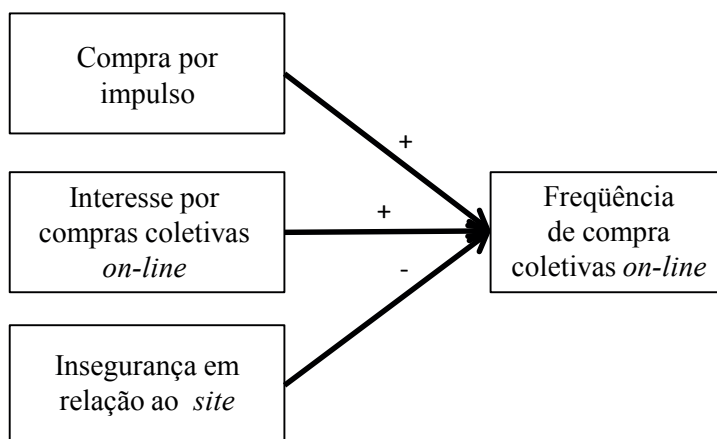 Compra por
impulso
+
Interesse por
compras coletivas
on-line
+
Freqüência
de compra
coletivas on-line
-
Insegurança em
relação ao site